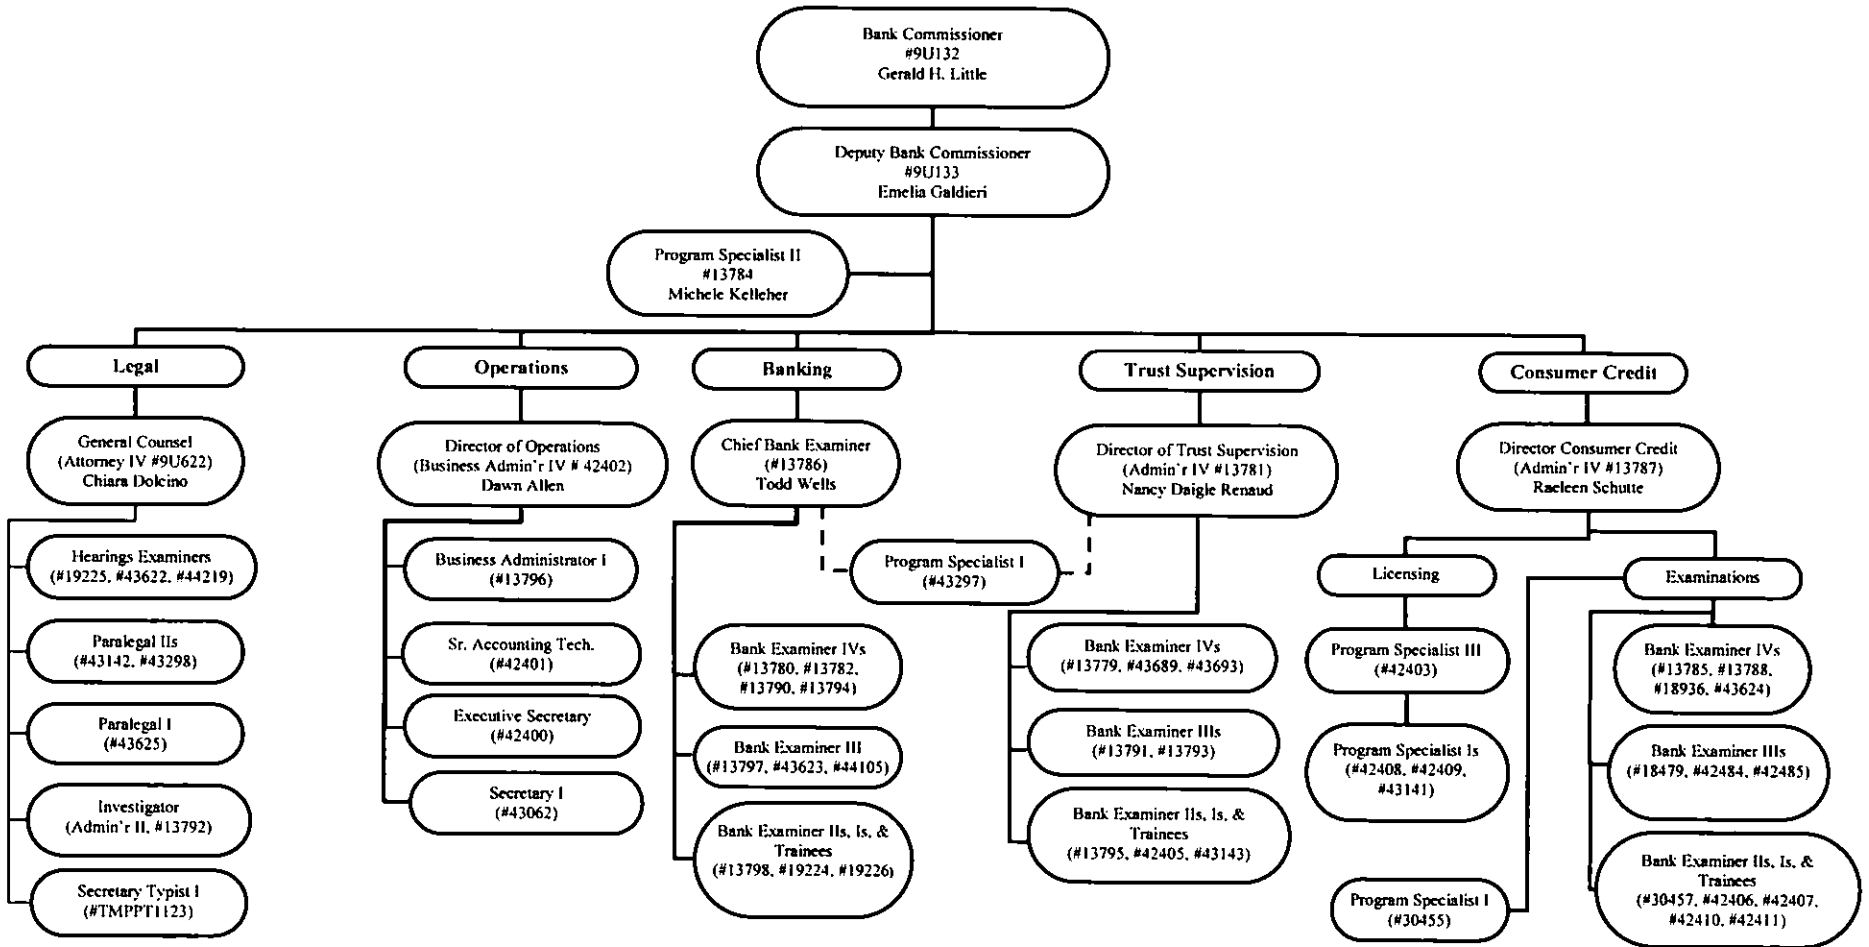 Bank Commissioner
#9U132
Gerald H. Little
Deputy Bank Commissioner
#9U133
Emelia Galdieri
Program Specialist II
#13784
Michele Kelleher
Legal
General Counsel
(Attorney IV #9U622)
Chiara Dolcino
Hearings Examiners
(#19225, #43622, #44219)
Paralegal IIs
(#43142, #43298)
Paralegal I
(#43625)
Investigator
(Admin'r II, #13792)
Secretary Typist I
(#TMPPT1123)
Operations
Director of Operations
(Business Admin'r IV # 42402)
Dawn Allen
Business Administrator I
(#13796)
Sr. Accounting Tech.
(#42401)
Executive Secretary
(#42400)
Secretary I
(#43062)
Banking
Chief Bank Examiner
(#13786)
Todd Wells
Program Specialist I
(#43297)
Bank Examiner IVs
(#13780, #13782,
#13790, #13794)
Bank Examiner III
(#13797, #43623, #44105)
Bank Examiner IIs, Is, &
Trainees
(#13798, #19224, #19226)
Trust Supervision
Director of Trust Supervision
(Admin'r IV #13781)
Nancy Daigle Renaud
Bank Examiner IVs
(#13779, #43689, #43693)
Bank Examiner IIIs
(#13791, #13793)
Bank Examiner IIs, Is, &
Trainees
(#13795, #42405, #43143)
Consumer Credit
Director Consumer Credit
(Admin'r IV #13787)
Raeleen Schutte
Licensing
Program Specialist III
(#42403)
Program Specialist Is
(#42408, #42409,
#43141)
Examinations
Bank Examiner IVs
(#13785, #13788,
#18936, #43624)
Bank Examiner IIIs
(#18479, #42484, #42485)
Bank Examiner IIs, Is, &
Trainees
(#30457, #42406, #42407,
#42410, #42411)
Program Specialist I
(#30455)